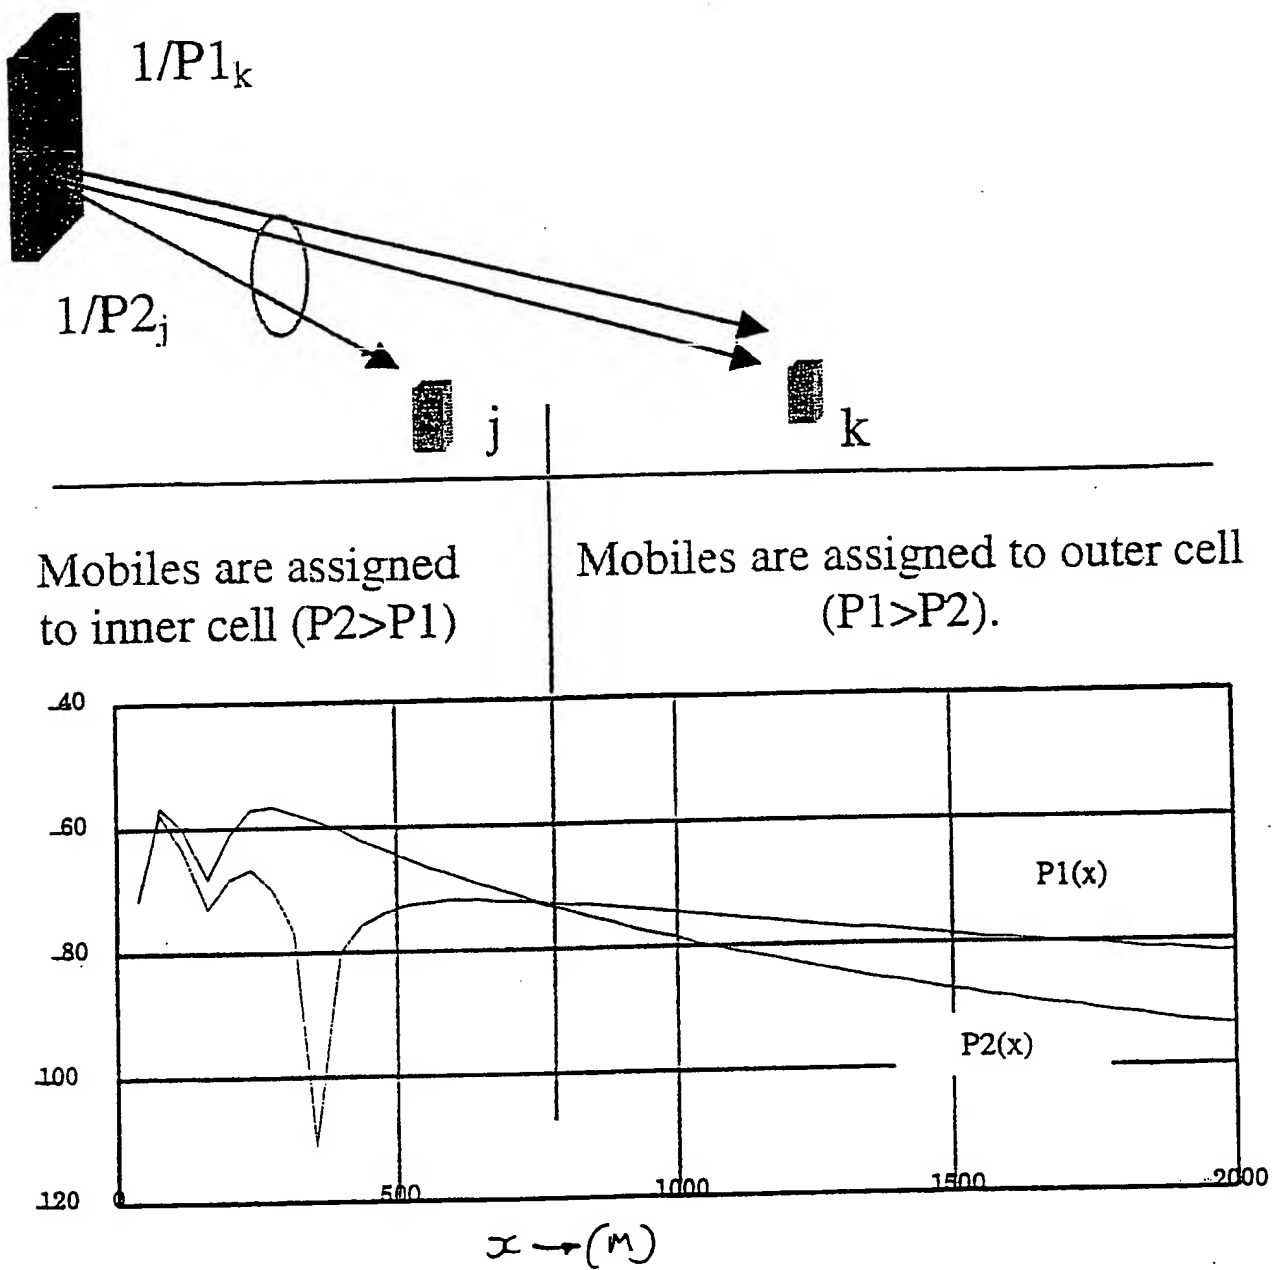 1/P1k
1/P2j
j
k
Mobiles are assigned
to inner cell (P2>P1)
Mobiles are assigned to outer cell
(P1>P2).
-40
-60
P1(x)
-80
P2(x)
-100
-120
0
500
1000
1500
2000
x → (M)